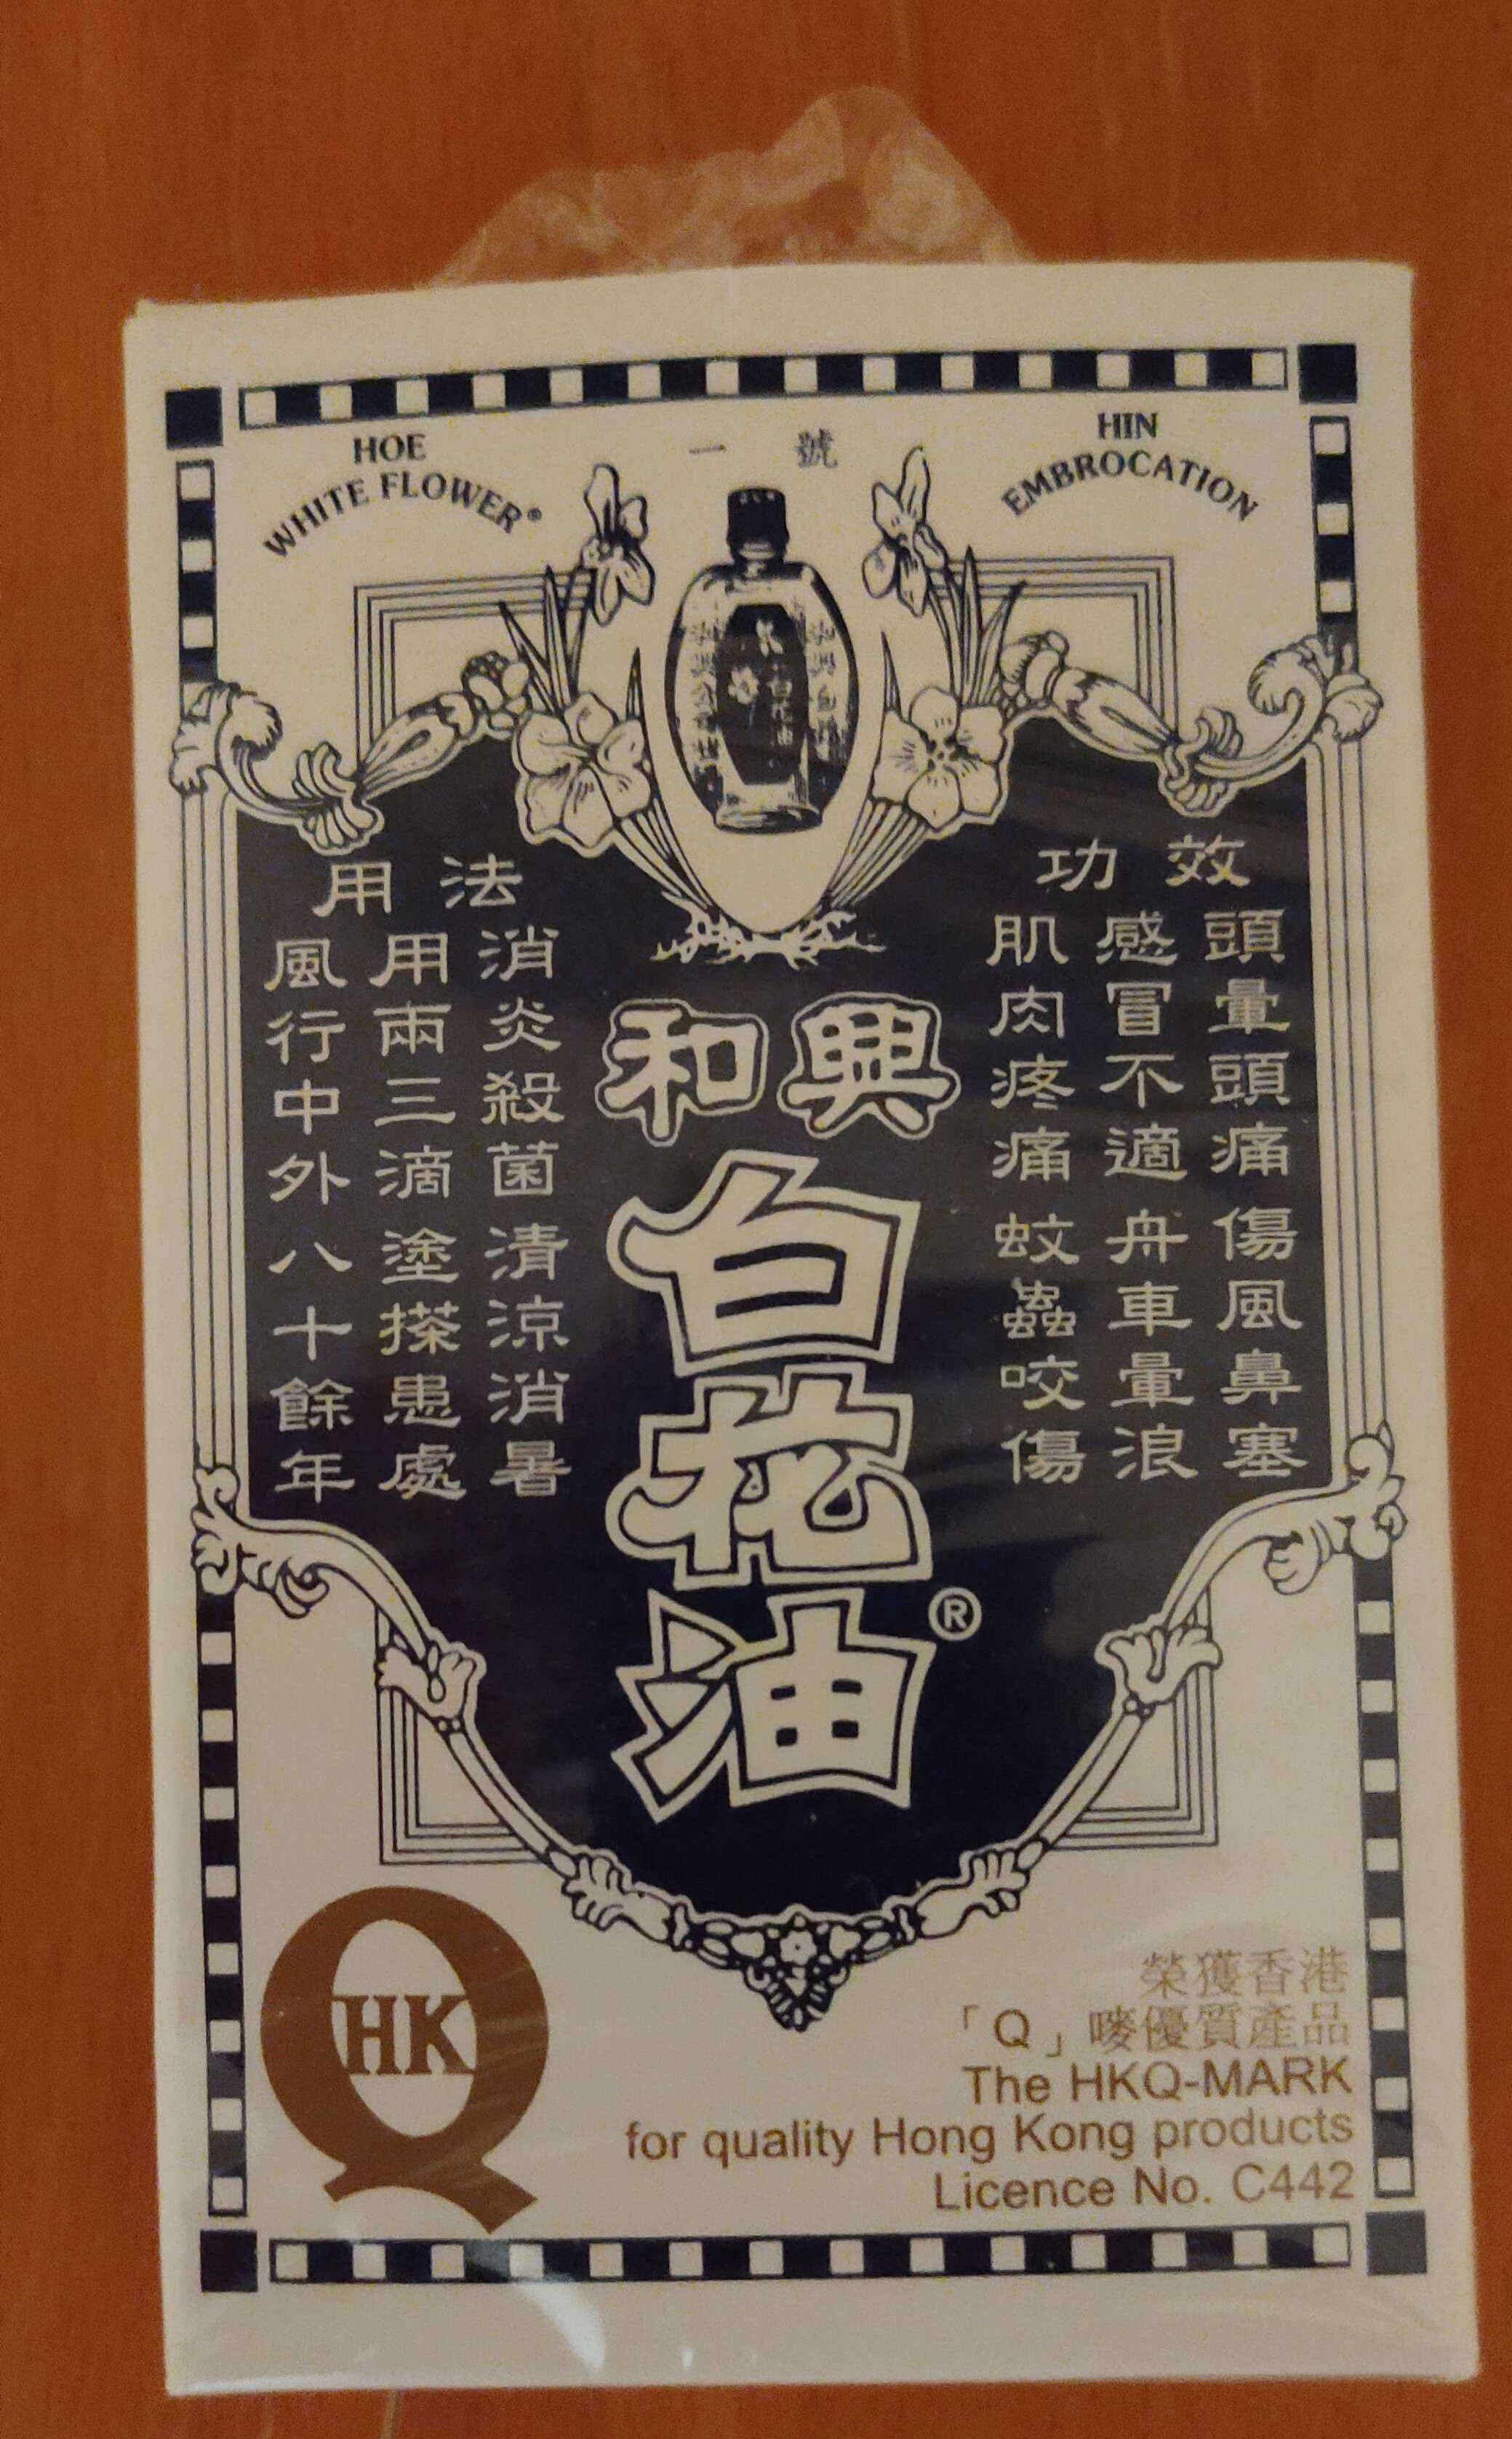 HOE
WHITE FLOWER®
一 號
HIN
EMBROCATION
功 效
頭暈頭痛傷風鼻塞
感冒不適舟車暈浪
肌肉疼痛蚊蟲咬傷
和興
白花油®
用 法
消炎殺菌清涼消暑
用兩三滴塗搽患處
風行中外八十餘年
HK
Q
榮獲香港
「Q」嘜優質產品
The HKQ-MARK
for quality Hong Kong products
Licence No. C442